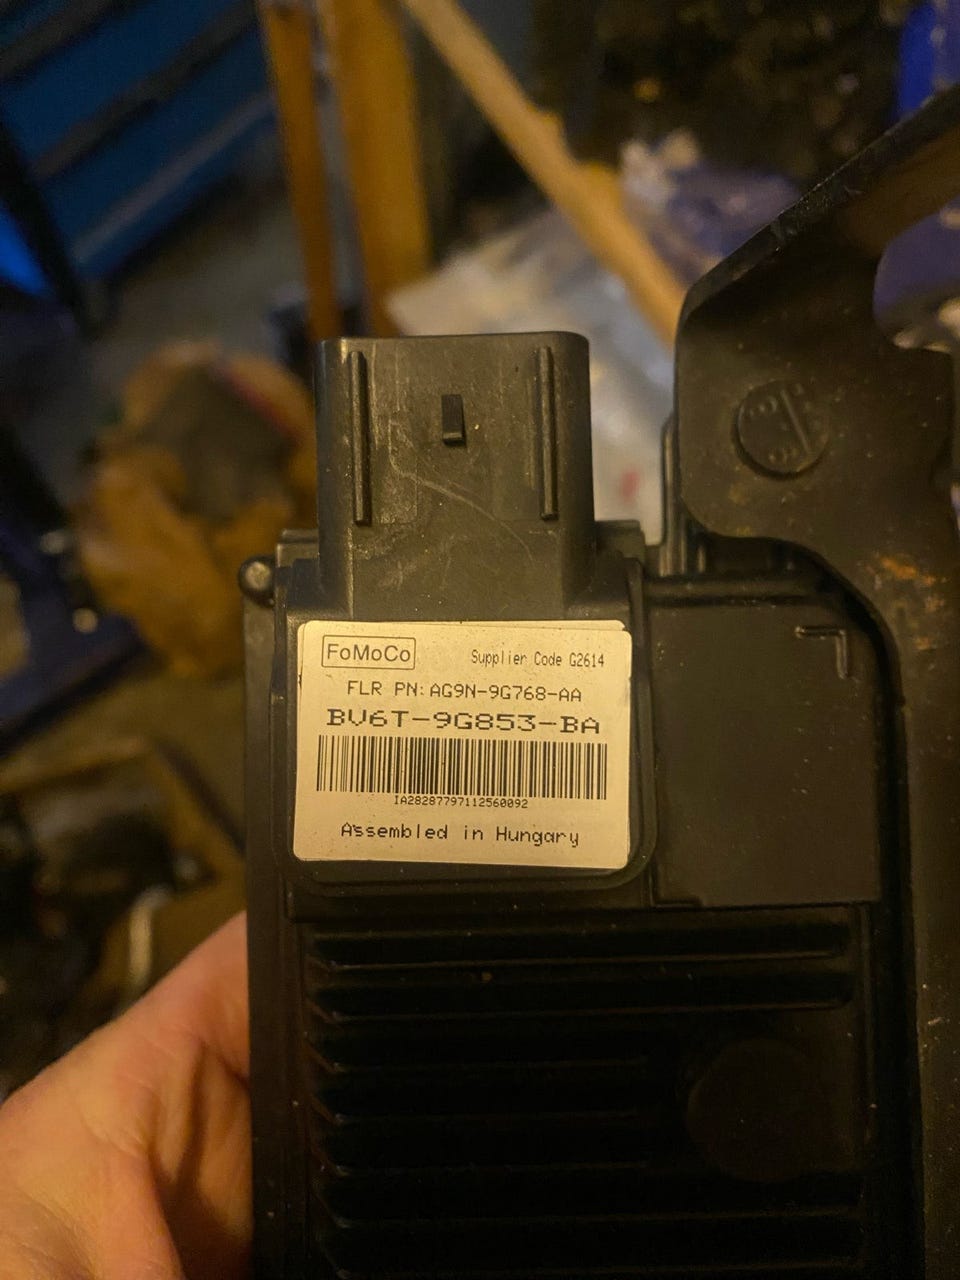 FoMoCo
Supplier Code G2614
FLR PN:AG9N-9G768-AA
BV6T-9G853-BA
IA28287797112560092
Assembled in Hungary